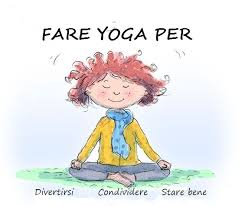 FARE YOGA PER
Divertirsi Condividere Stare bene